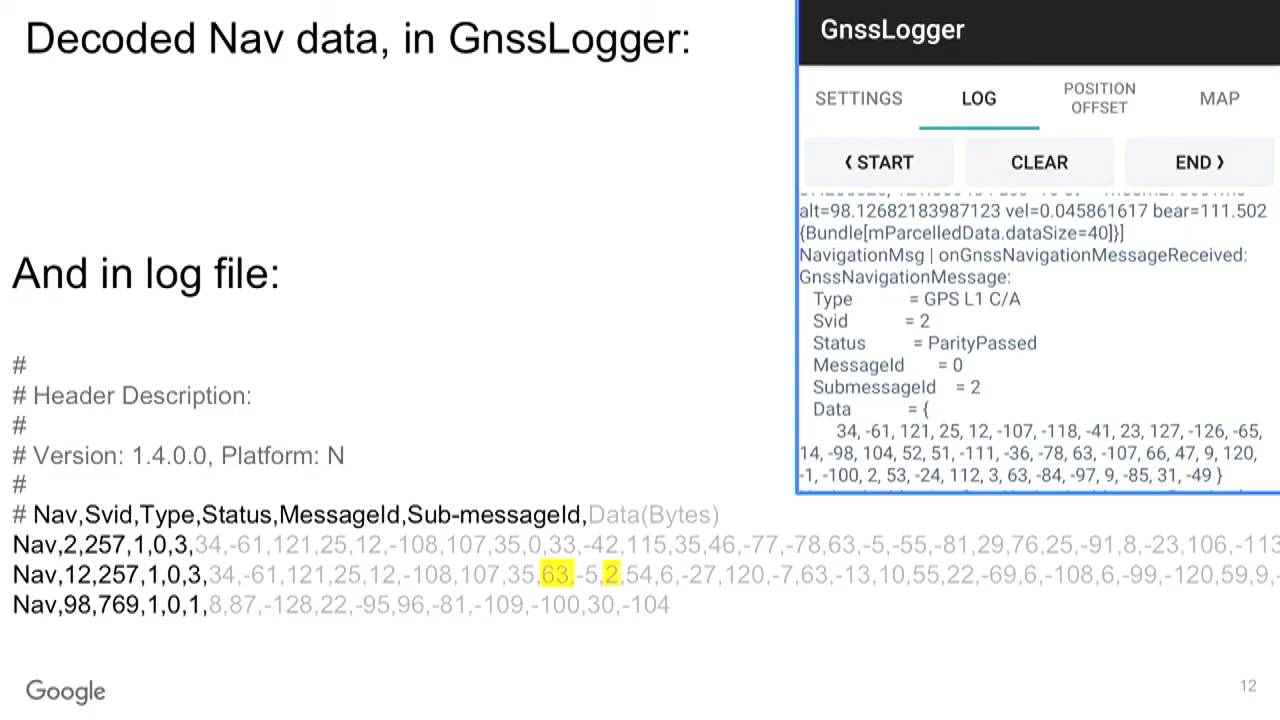 Decoded Nav data, in GnssLogger:
GnssLogger
SETTINGS
LOG
POSITION
OFFSET
MAP
❬ START
CLEAR
END ❭
alt=98.12682183987123 vel=0.045861617 bear=111.502
{Bundle[mParcelledData.dataSize=40]}]
NavigationMsg | onGnssNavigationMessageReceived:
GnssNavigationMessage:
Type = GPS L1 C/A
Svid = 2
Status = ParityPassed
MessageId = 0
SubmessageId = 2
Data = {
34, -61, 121, 25, 12, -107, -118, -41, 23, 127, -126, -65,
14, -98, 104, 52, 51, -111, -36, -78, 63, -107, 66, 47, 9, 120,
-1, -100, 2, 53, -24, 112, 3, 63, -84, -97, 9, -85, 31, -49 }
And in log file:
#
# Header Description:
#
# Version: 1.4.0.0, Platform: N
#
# Nav,Svid,Type,Status,MessageId,Sub-messageId,Data(Bytes)
Nav,2,257,1,0,3,34,-61,121,25,12,-108,107,35,0,33,-42,115,35,46,-77,-78,63,-5,-55,-81,29,76,25,-91,8,-23,106,-113
Nav,12,257,1,0,3,34,-61,121,25,12,-108,107,35,63,-5,2,54,6,-27,120,-7,63,-13,10,55,22,-69,6,-108,6,-99,-120,59,9,-
Nav,98,769,1,0,1,8,87,-128,22,-95,96,-81,-109,-100,30,-104
Google
12